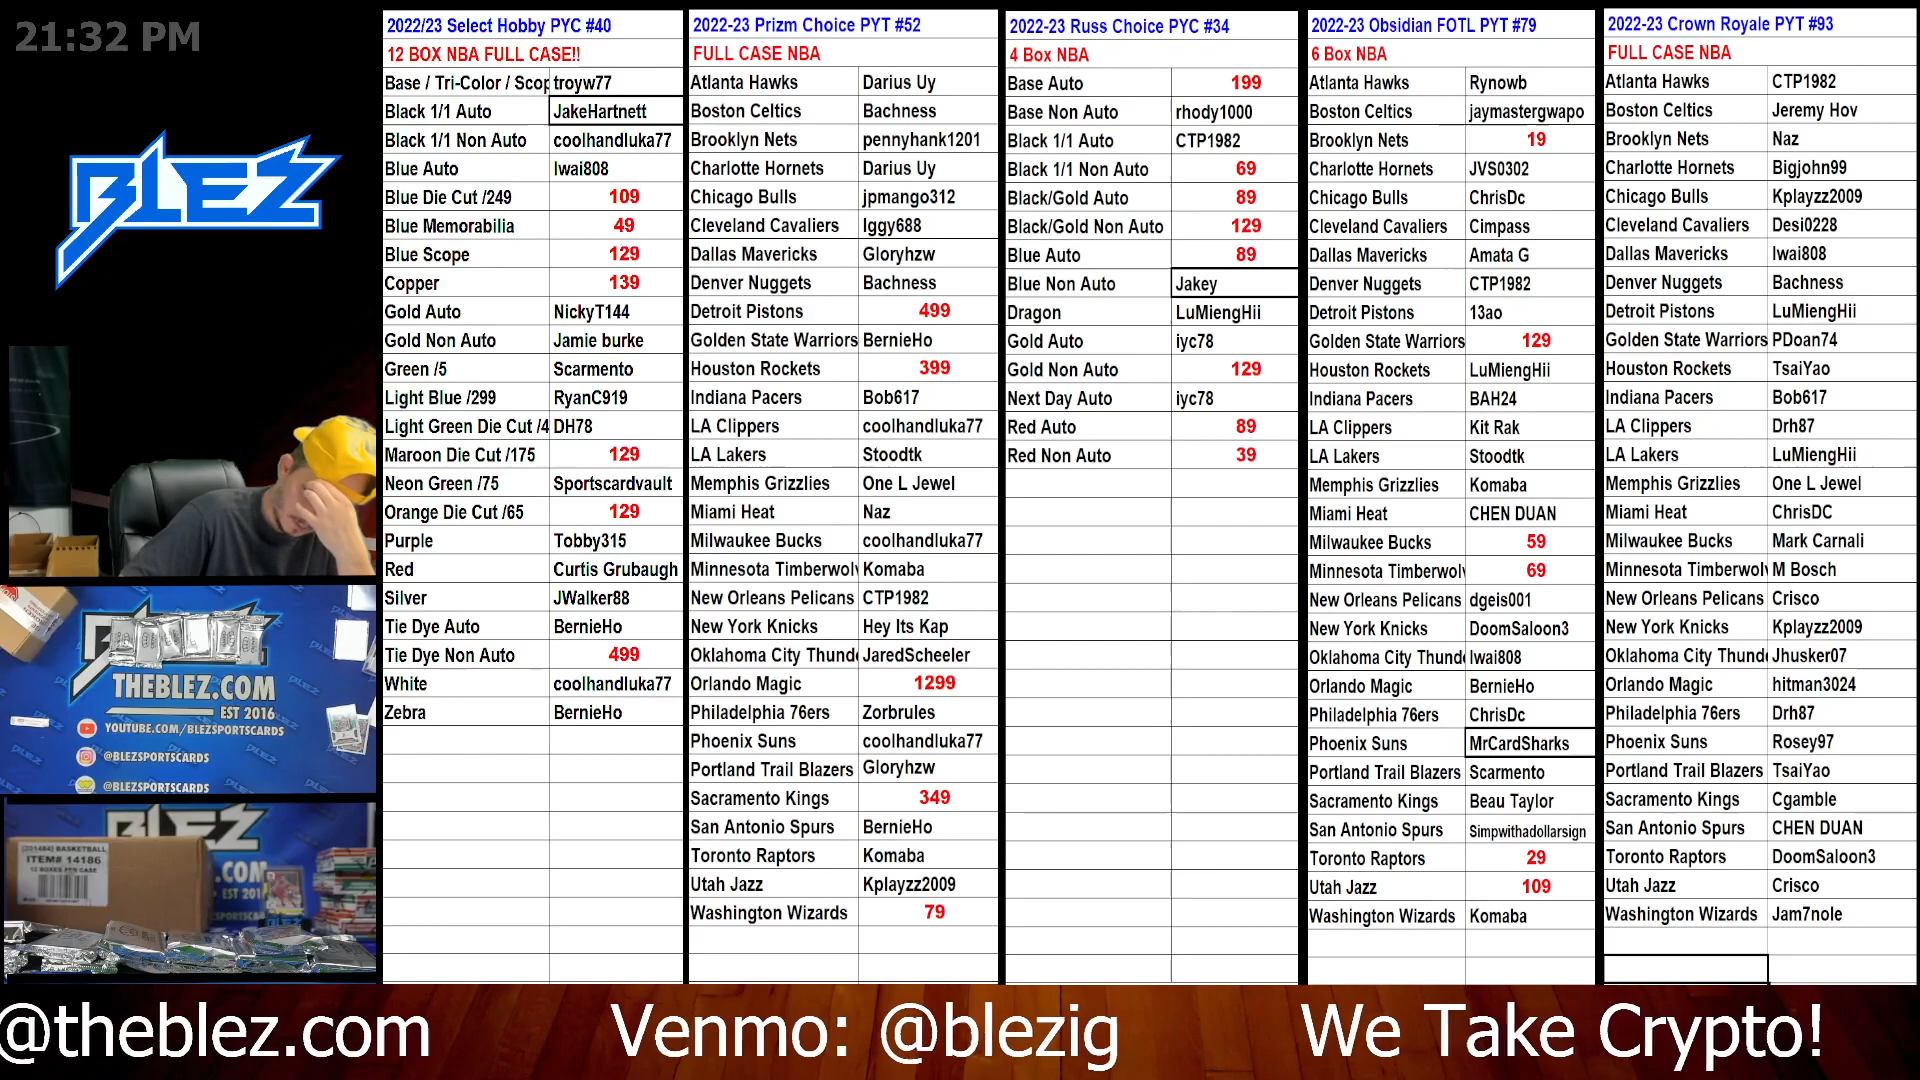 21:32 PM
BLEZ
2022/23 Select Hobby PYC #40
12 BOX NBA FULL CASE!!
Base / Tri-Color / Scop troyw77
Black 1/1 Auto JakeHartnett
Black 1/1 Non Auto coolhandluka77
Blue Auto Iwai808
Blue Die Cut /249 109
Blue Memorabilia 49
Blue Scope 129
Copper 139
Gold Auto NickyT144
Gold Non Auto Jamie burke
Green /5 Scarmento
Light Blue /299 RyanC919
Light Green Die Cut /4 DH78
Maroon Die Cut /175 129
Neon Green /75 Sportscardvault
Orange Die Cut /65 129
Purple Tobby315
Red Curtis Grubaugh
Silver JWalker88
Tie Dye Auto BernieHo
Tie Dye Non Auto 499
White coolhandluka77
Zebra BernieHo
2022-23 Prizm Choice PYT #52
FULL CASE NBA
Atlanta Hawks Darius Uy
Boston Celtics Bachness
Brooklyn Nets pennyhank1201
Charlotte Hornets Darius Uy
Chicago Bulls jpmango312
Cleveland Cavaliers Iggy688
Dallas Mavericks Gloryhzw
Denver Nuggets Bachness
Detroit Pistons 499
Golden State Warriors BernieHo
Houston Rockets 399
Indiana Pacers Bob617
LA Clippers coolhandluka77
LA Lakers Stoodtk
Memphis Grizzlies One L Jewel
Miami Heat Naz
Milwaukee Bucks coolhandluka77
Minnesota Timberwolv Komaba
New Orleans Pelicans CTP1982
New York Knicks Hey Its Kap
Oklahoma City Thund JaredScheeler
Orlando Magic 1299
Philadelphia 76ers Zorbrules
Phoenix Suns coolhandluka77
Portland Trail Blazers Gloryhzw
Sacramento Kings 349
San Antonio Spurs BernieHo
Toronto Raptors Komaba
Utah Jazz Kplayzz2009
Washington Wizards 79
2022-23 Russ Choice PYC #34
4 Box NBA
Base Auto 199
Base Non Auto rhody1000
Black 1/1 Auto CTP1982
Black 1/1 Non Auto 69
Black/Gold Auto 89
Black/Gold Non Auto 129
Blue Auto 89
Blue Non Auto Jakey
Dragon LuMiengHii
Gold Auto iyc78
Gold Non Auto 129
Next Day Auto iyc78
Red Auto 89
Red Non Auto 39
2022-23 Obsidian FOTL PYT #79
6 Box NBA
Atlanta Hawks Rynowb
Boston Celtics jaymastergwapo
Brooklyn Nets 19
Charlotte Hornets JVS0302
Chicago Bulls ChrisDc
Cleveland Cavaliers Cimpass
Dallas Mavericks Amata G
Denver Nuggets CTP1982
Detroit Pistons 13ao
Golden State Warriors 129
Houston Rockets LuMiengHii
Indiana Pacers BAH24
LA Clippers Kit Rak
LA Lakers Stoodtk
Memphis Grizzlies Komaba
Miami Heat CHEN DUAN
Milwaukee Bucks 59
Minnesota Timberwolv 69
New Orleans Pelicans dgeis001
New York Knicks DoomSaloon3
Oklahoma City Thund Iwai808
Orlando Magic BernieHo
Philadelphia 76ers ChrisDc
Phoenix Suns MrCardSharks
Portland Trail Blazers Scarmento
Sacramento Kings Beau Taylor
San Antonio Spurs Simpwithadollarsign
Toronto Raptors 29
Utah Jazz 109
Washington Wizards Komaba
2022-23 Crown Royale PYT #93
FULL CASE NBA
Atlanta Hawks CTP1982
Boston Celtics Jeremy Hov
Brooklyn Nets Naz
Charlotte Hornets Bigjohn99
Chicago Bulls Kplayzz2009
Cleveland Cavaliers Desi0228
Dallas Mavericks Iwai808
Denver Nuggets Bachness
Detroit Pistons LuMiengHii
Golden State Warriors PDoan74
Houston Rockets TsaiYao
Indiana Pacers Bob617
LA Clippers Drh87
LA Lakers LuMiengHii
Memphis Grizzlies One L Jewel
Miami Heat ChrisDC
Milwaukee Bucks Mark Carnali
Minnesota Timberwolv M Bosch
New Orleans Pelicans Crisco
New York Knicks Kplayzz2009
Oklahoma City Thund Jhusker07
Orlando Magic hitman3024
Philadelphia 76ers Drh87
Phoenix Suns Rosey97
Portland Trail Blazers TsaiYao
Sacramento Kings Cgamble
San Antonio Spurs CHEN DUAN
Toronto Raptors DoomSaloon3
Utah Jazz Crisco
Washington Wizards Jam7nole
THEBLEZ.COM
EST 2016
YOUTUBE.COM/BLEZSPORTSCARDS
@BLEZSPORTSCARDS
@BLEZSPORTSCARDS
BLEZ
BASKETBALL
ITEM# 14186
12 BOXES PER CASE
.COM
EST 201
@theblez.com Venmo: @blezig We Take Crypto!